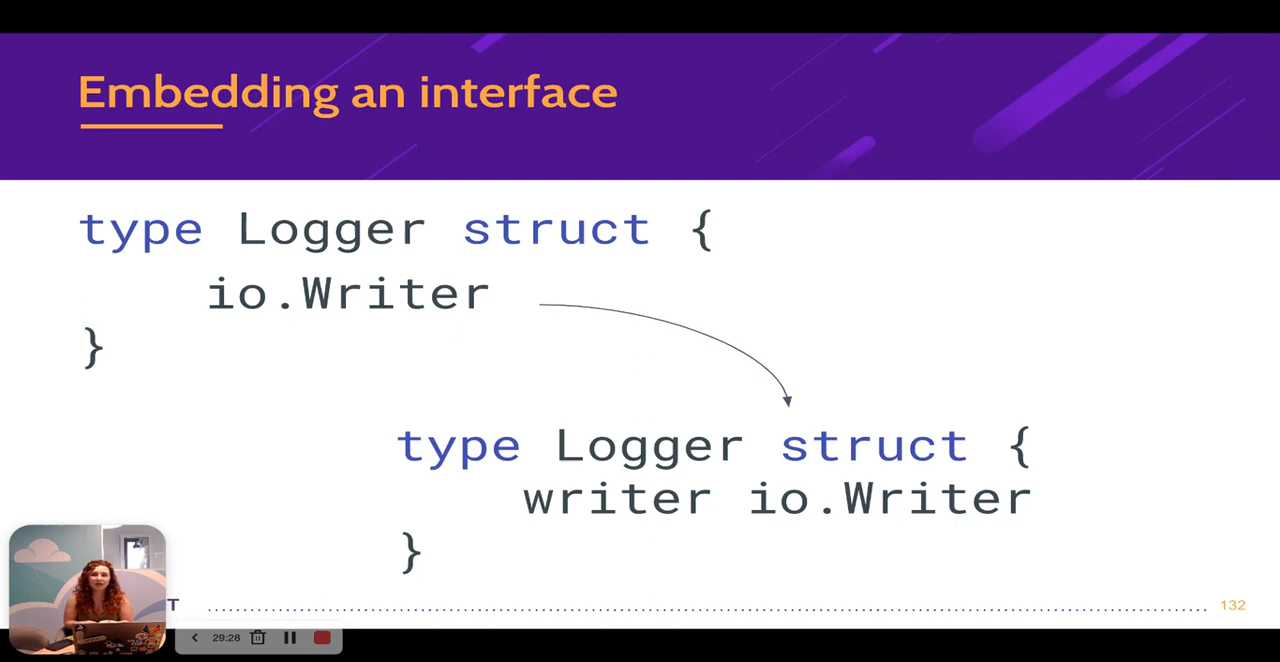 Embedding an interface
type Logger struct {
io.Writer
}
type Logger struct {
writer io.Writer
}
T
132
29:28